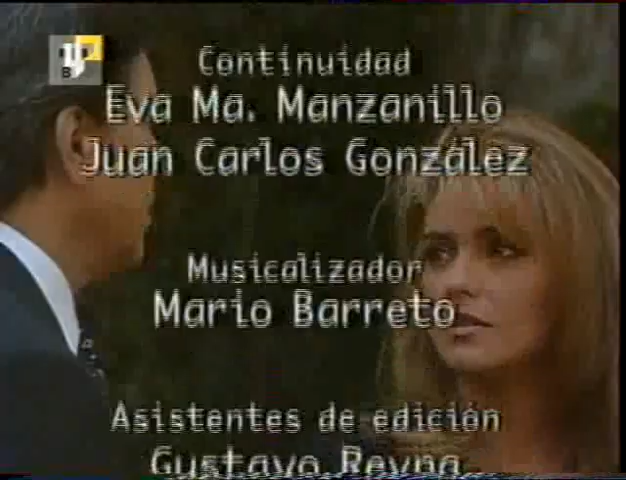 Continuidad
Eva Ma. Manzanillo
Juan Carlos González
Musicalizador
Mario Barreto
Asistentes de edición
Gustavo Reyna